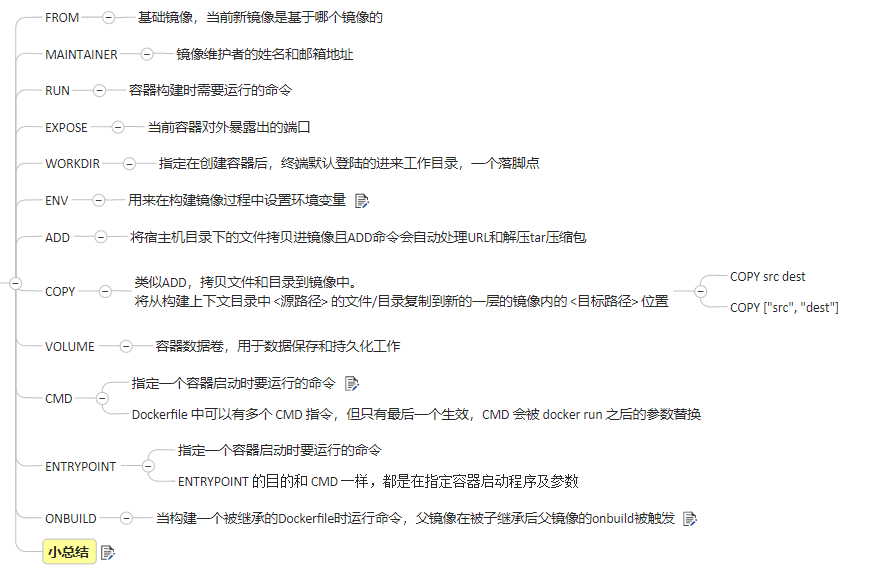 FROM 基础镜像，当前新镜像是基于哪个镜像的
MAINTAINER 镜像维护者的姓名和邮箱地址
RUN 容器构建时需要运行的命令
EXPOSE 当前容器对外暴露出的端口
WORKDIR 指定在创建容器后，终端默认登陆的进来工作目录，一个落脚点
ENV 用来在构建镜像过程中设置环境变量
ADD 将宿主机目录下的文件拷贝进镜像且ADD命令会自动处理URL和解压tar压缩包
COPY
类似ADD，拷贝文件和目录到镜像中。
将从构建上下文目录中 <源路径> 的文件/目录复制到新的一层的镜像内的 <目标路径> 位置
COPY src dest
COPY ["src", "dest"]
VOLUME 容器数据卷，用于数据保存和持久化工作
CMD
指定一个容器启动时要运行的命令
Dockerfile 中可以有多个 CMD 指令，但只有最后一个生效，CMD 会被 docker run 之后的参数替换
ENTRYPOINT
指定一个容器启动时要运行的命令
ENTRYPOINT 的目的和 CMD 一样，都是在指定容器启动程序及参数
ONBUILD 当构建一个被继承的Dockerfile时运行命令，父镜像在被子继承后父镜像的onbuild被触发
小总结